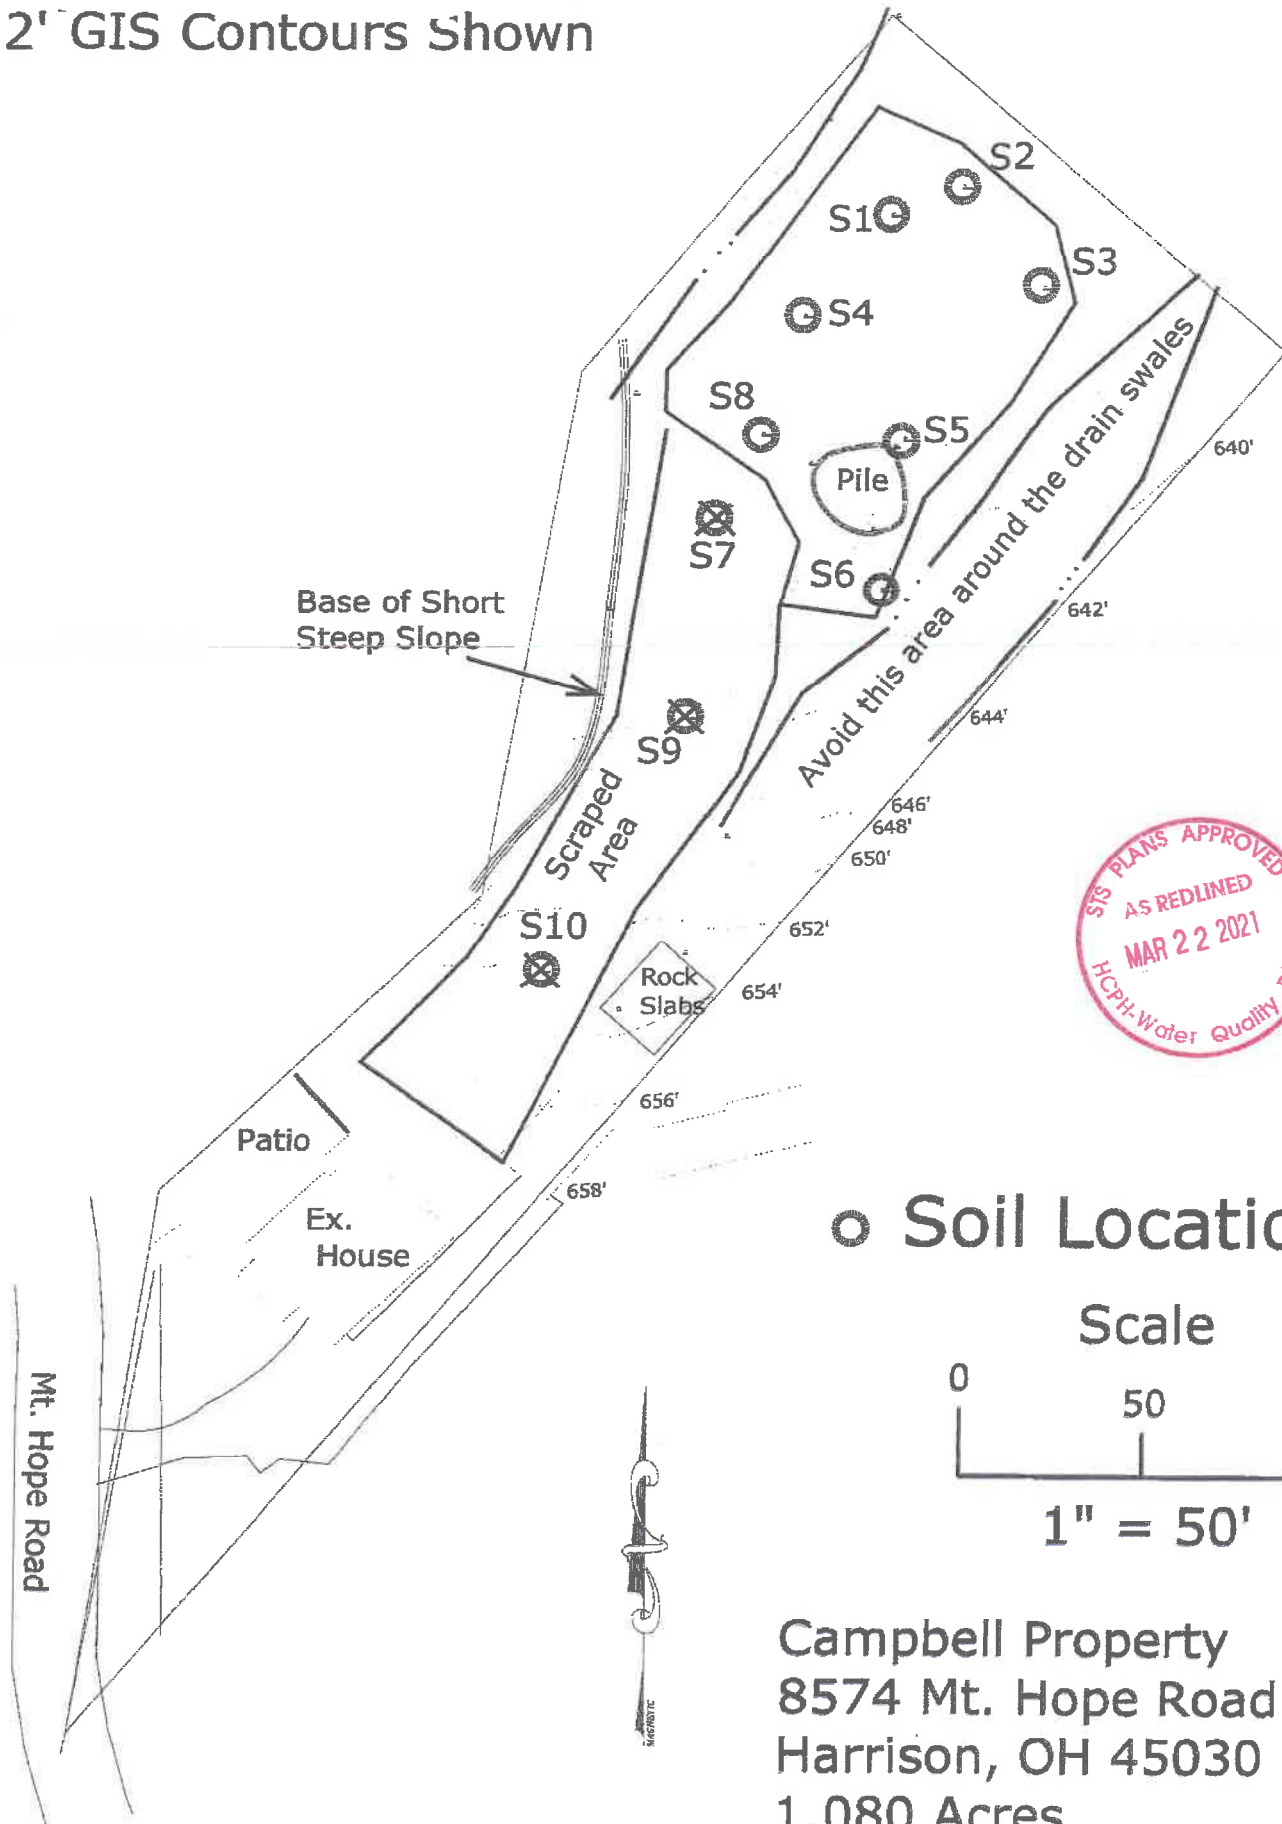 2' GIS Contours Shown
S2
S1
S3
S4
S8
S5
Pile
S7
S6
Avoid this area around the drain swales
640'
642'
644'
646'
648'
650'
652'
654'
656'
658'
Base of Short
Steep Slope
S9
Scraped
Area
S10
Rock
Slabs
STS PLANS APPROVED
AS REDLINED
MAR 22 2021
HCPH-Water Quality
Patio
Ex.
House
Mt. Hope Road
Soil Locatio
Scale
0
50
1" = 50'
MAGNETIC
Campbell Property
8574 Mt. Hope Road
Harrison, OH 45030
1.080 Acres